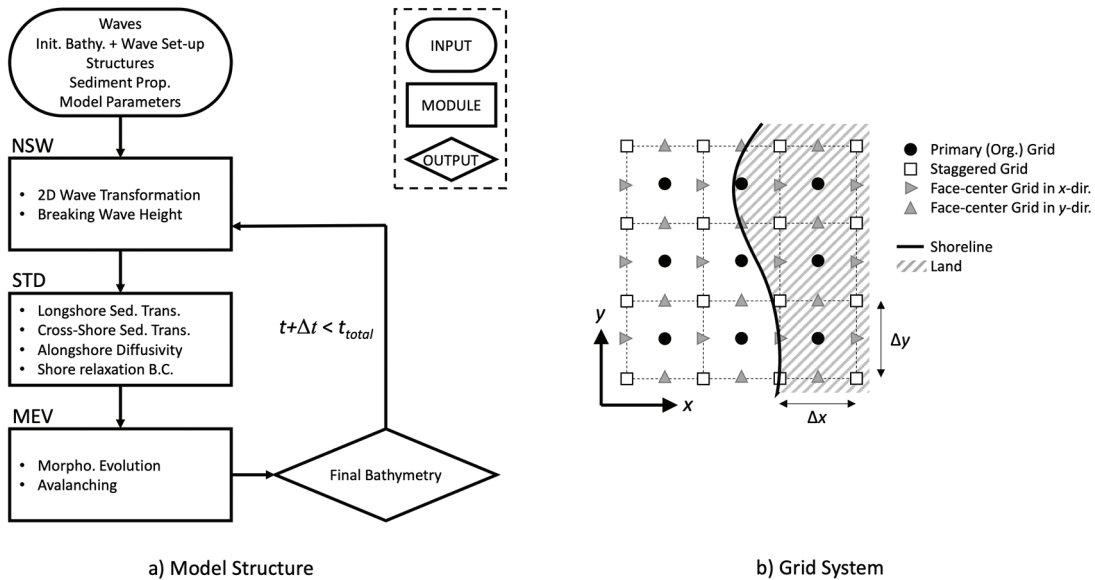 Waves
Init. Bathy. + Wave Set-up
Structures
Sediment Prop.
Model Parameters
NSW
• 2D Wave Transformation
• Breaking Wave Height
STD
• Longshore Sed. Trans.
• Cross-Shore Sed. Trans.
• Alongshore Diffusivity
• Shore relaxation B.C.
MEV
• Morpho. Evolution
• Avalanching
Final Bathymetry
t+Δt < t_total
INPUT
MODULE
OUTPUT
a) Model Structure
Primary (Org.) Grid
Staggered Grid
Face-center Grid in x-dir.
Face-center Grid in y-dir.
Shoreline
Land
y
x
Δy
Δx
b) Grid System